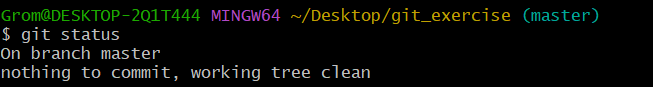 Grom@DESKTOP-2Q1T444 MINGW64 ~/Desktop/git_exercise (master)
$ git status
On branch master
nothing to commit, working tree clean